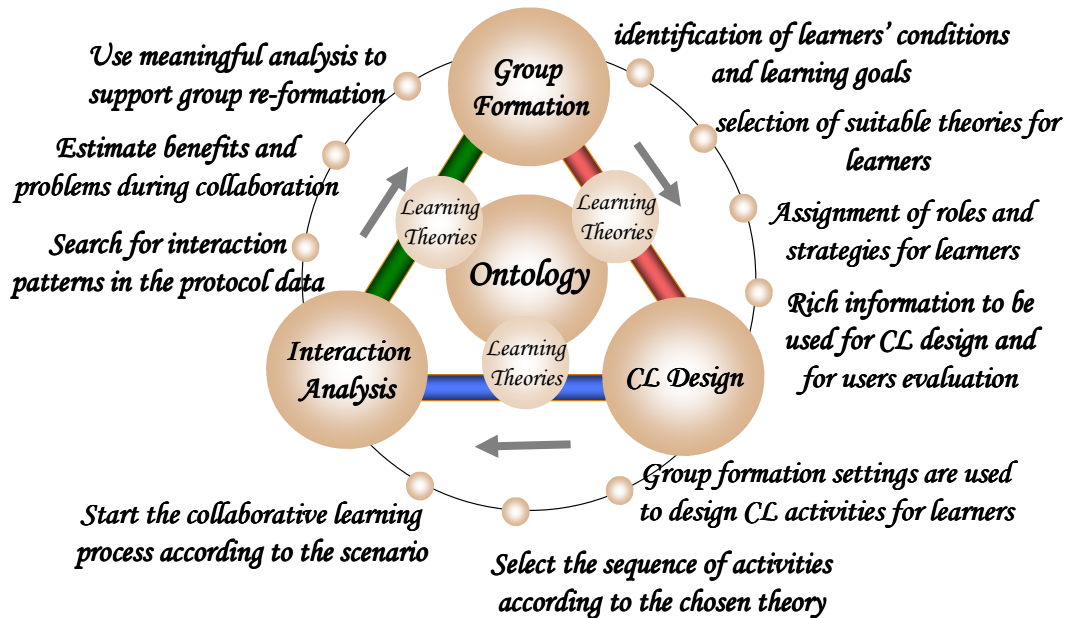 Group
Formation
identification of learners' conditions
and learning goals
selection of suitable theories for
learners
Assignment of roles and
strategies for learners
Rich information to be
used for CL design and
for users evaluation
Learning
Theories
CL Design
Group formation settings are used
to design CL activities for learners
Select the sequence of activities
according to the chosen theory
Start the collaborative learning
process according to the scenario
Learning
Theories
Interaction
Analysis
Search for interaction
patterns in the protocol data
Estimate benefits and
problems during collaboration
Use meaningful analysis to
support group re-formation
Learning
Theories
Ontology